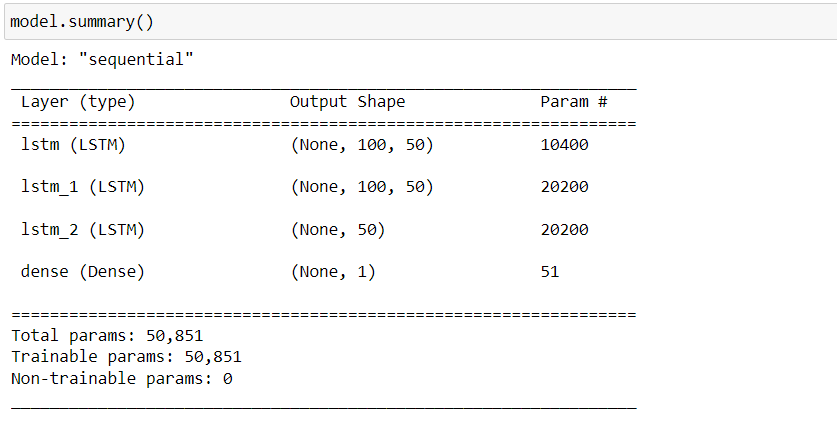 model.summary()
Model: "sequential"
_________________________________________________________________
Layer (type) Output Shape Param #
=================================================================
lstm (LSTM) (None, 100, 50) 10400
lstm_1 (LSTM) (None, 100, 50) 20200
lstm_2 (LSTM) (None, 50) 20200
dense (Dense) (None, 1) 51
=================================================================
Total params: 50,851
Trainable params: 50,851
Non-trainable params: 0
_________________________________________________________________